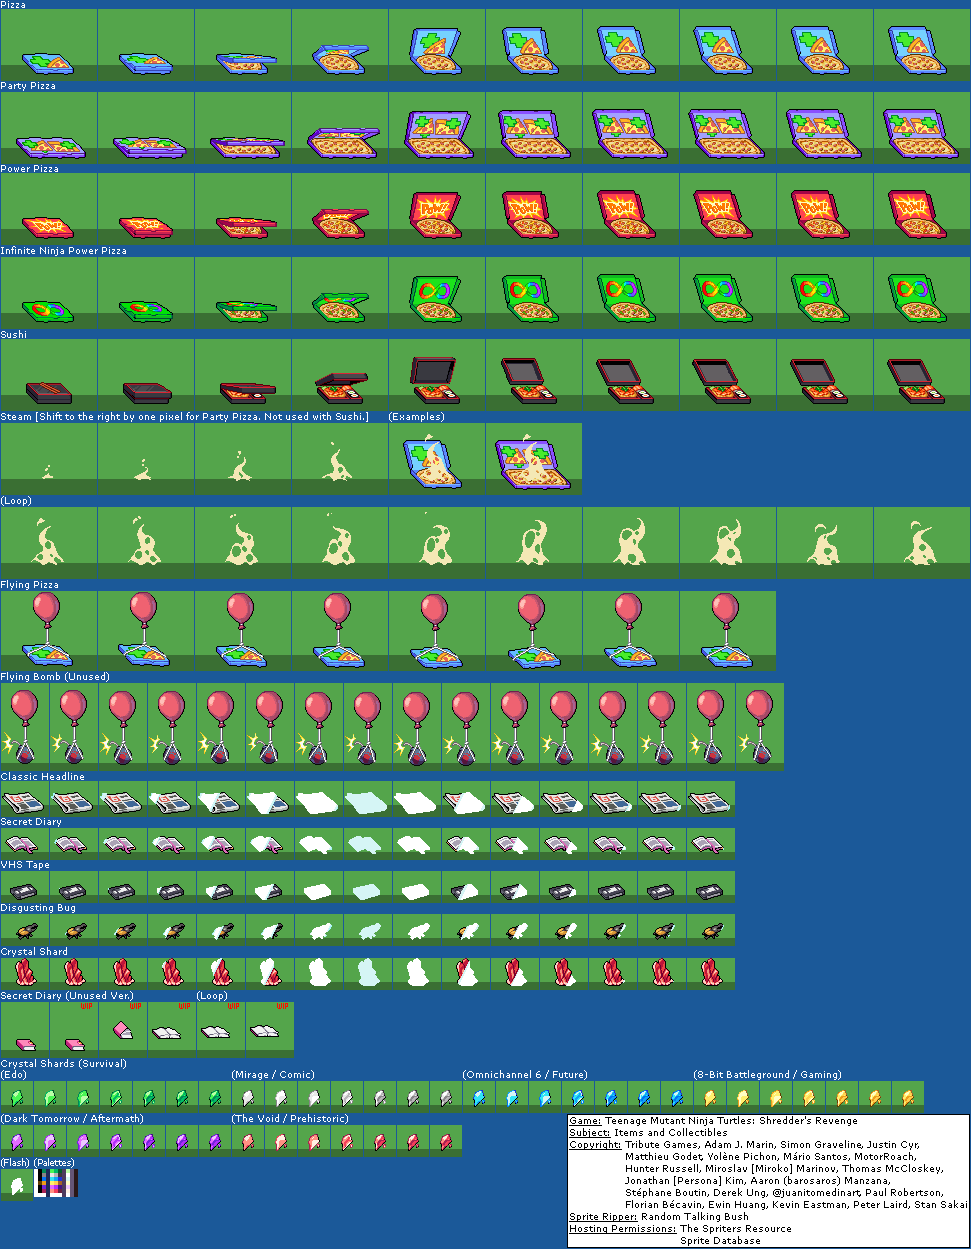 Pizza
Party Pizza
Power Pizza
Infinite Ninja Power Pizza
Sushi
Steam [Shift to the right by one pixel for Party Pizza. Not used with Sushi.] (Examples)
(Loop)
Flying Pizza
Flying Bomb (Unused)
Classic Headline
Secret Diary
VHS Tape
Disgusting Bug
Crystal Shard
Secret Diary (Unused Ver.) (Loop)
WIP WIP WIP WIP WIP
Crystal Shards (Survival)
(Edo) (Mirage / Comic) (Omnichannel 6 / Future) (8-Bit Battleground / Gaming)
(Dark Tomorrow / Aftermath) (The Void / Prehistoric)
(Flash) (Palettes)
Game: Teenage Mutant Ninja Turtles: Shredder's Revenge
Subject: Items and Collectibles
Copyright: Tribute Games, Adam J. Marin, Simon Graveline, Justin Cyr,
Matthieu Godet, Yolène Pichon, Mário Santos, MotorRoach,
Hunter Russell, Miroslav [Miroko] Marinov, Thomas McCloskey,
Jonathan [Persona] Kim, Aaron (barosaros) Manzana,
Stéphane Boutin, Derek Ung, @juanitomedinart, Paul Robertson,
Florian Bécavin, Ewin Huang, Kevin Eastman, Peter Laird, Stan Sakai
Sprite Ripper: Random Talking Bush
Hosting Permissions: The Spriters Resource
Sprite Database